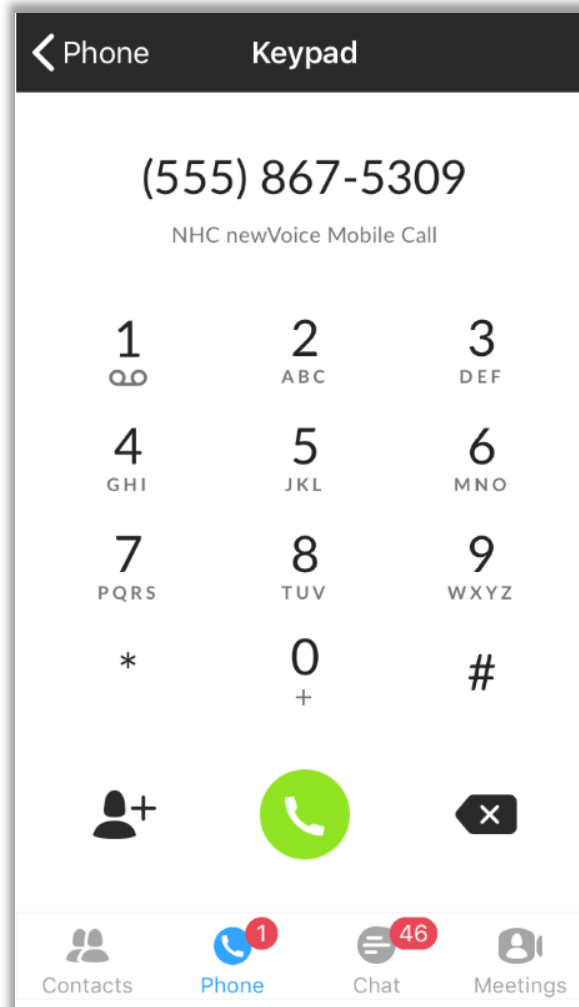 Phone Keypad
(555) 867-5309
NHC newVoice Mobile Call
1 2 3
ABC DEF
4 5 6
GHI JKL MNO
7 8 9
PQRS TUV WXYZ
* 0 #
+
1 46
Contacts Phone Chat Meetings